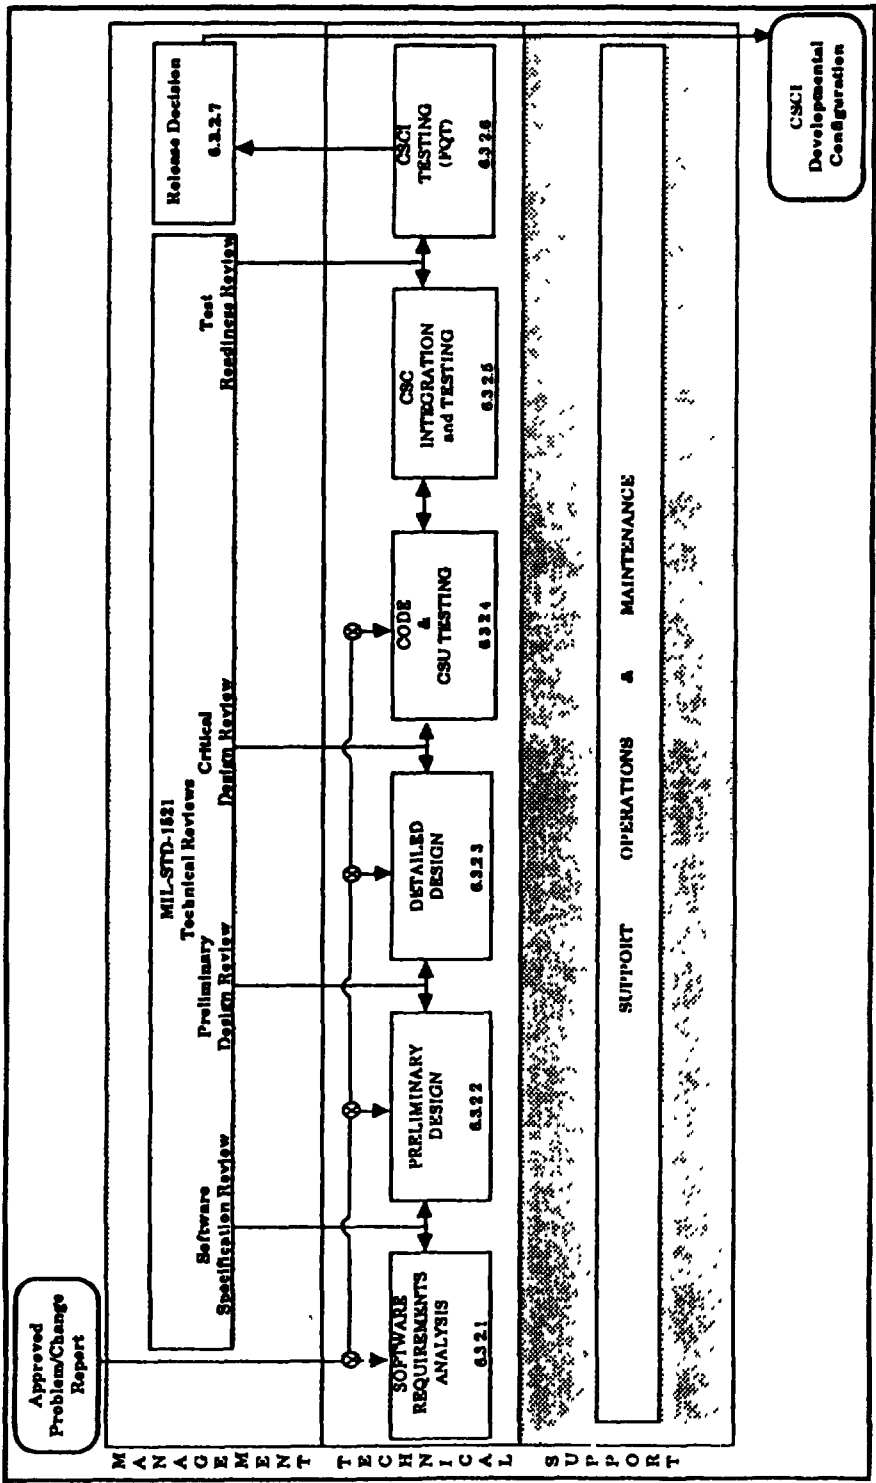 Approved
Problem/Change
Report
MANAGEMENT
MIL-STD-1521
Technical Reviews
Software
Specification Review
Preliminary
Design Review
Critical
Design Review
Test
Readiness Review
Release Decision
6.3.2.7
TECHNICAL
SOFTWARE
REQUIREMENTS
ANALYSIS
6.3.2.1
PRELIMINARY
DESIGN
6.3.2.2
DETAILED
DESIGN
6.3.2.3
CODE
&
CSU TESTING
6.3.2.4
CSC
INTEGRATION
and TESTING
6.3.2.5
CSCI
TESTING
(FQT)
6.3.2.6
SUPPORT
SUPPORT OPERATIONS & MAINTENANCE
CSCI
Developmental
Configuration